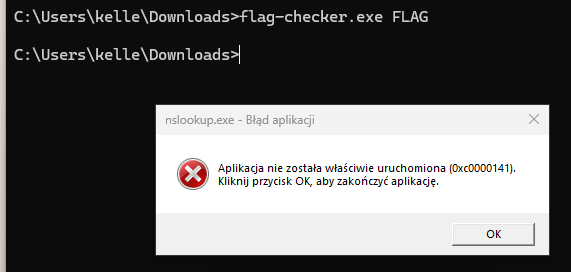 C:\Users\kelle\Downloads>flag-checker.exe FLAG
C:\Users\kelle\Downloads>
nslookup.exe - Błąd aplikacji
Aplikacja nie została właściwie uruchomiona (0xc0000141).
Kliknij przycisk OK, aby zakończyć aplikację.
OK